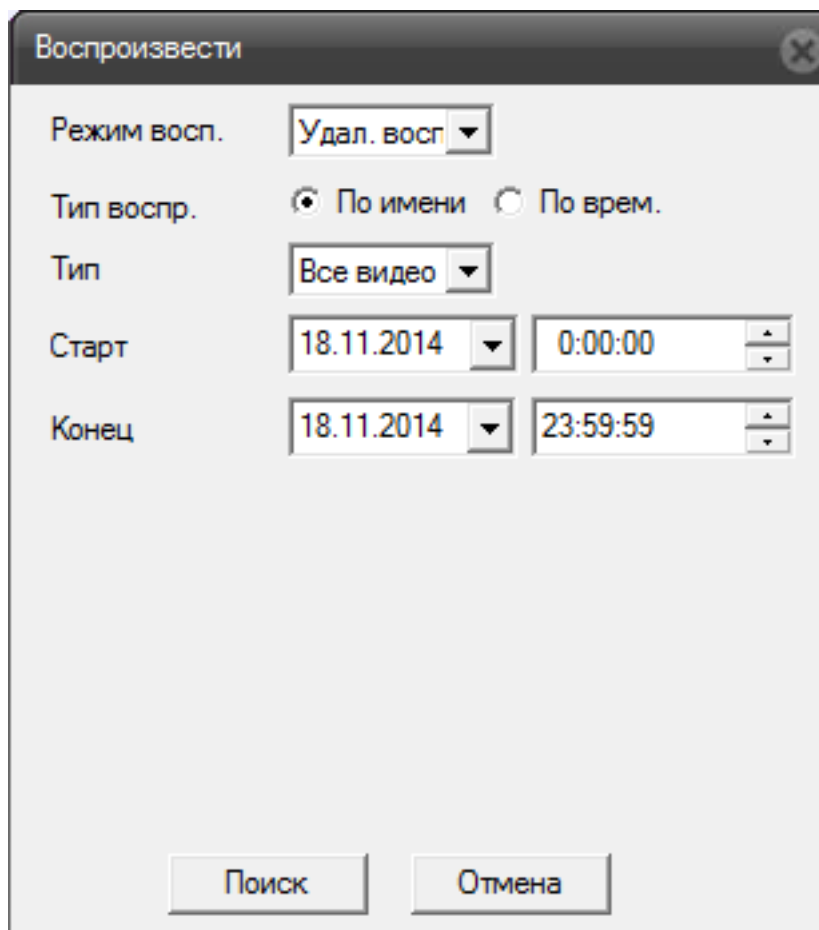 Воспроизвести
Режим восп. Удал. восп
Тип воспр. По имени По врем.
Тип Все видео
Старт 18.11.2014 0:00:00
Конец 18.11.2014 23:59:59
Поиск Отмена